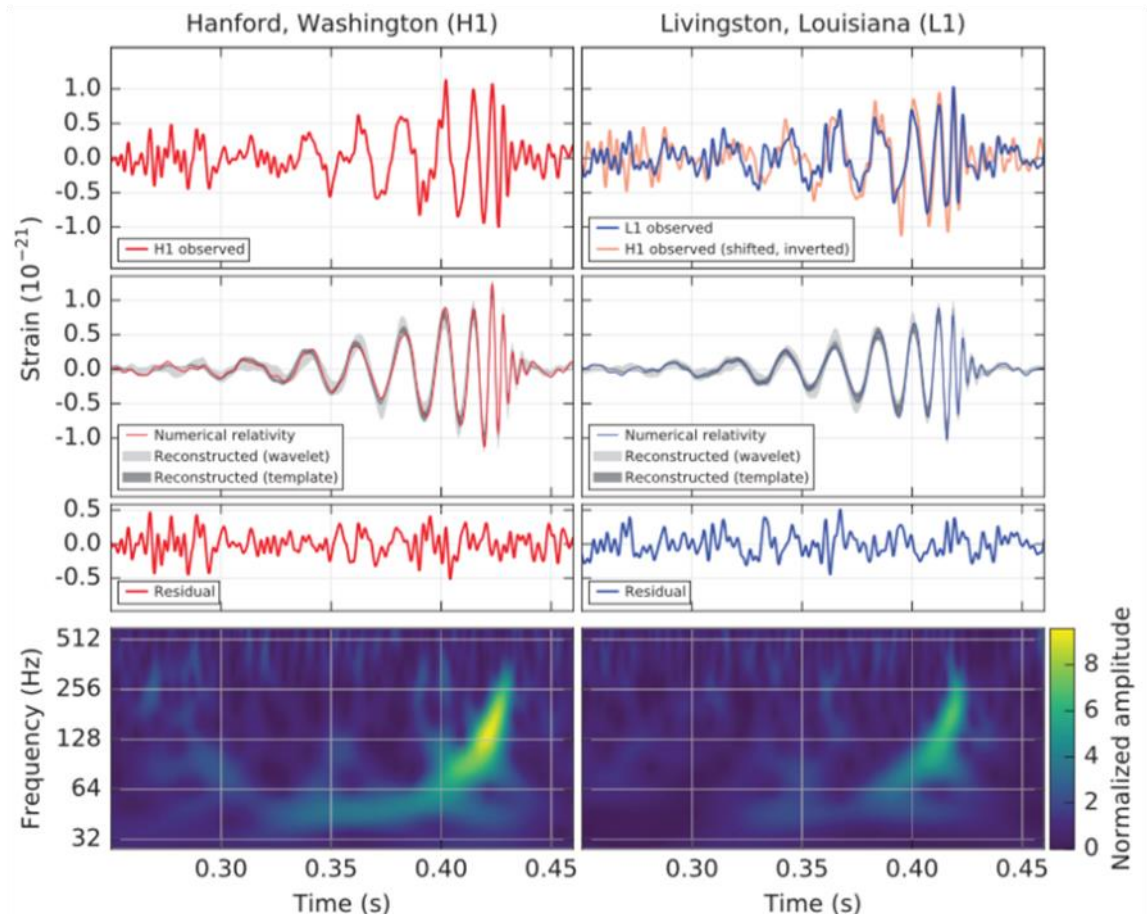 Hanford, Washington (H1)
Livingston, Louisiana (L1)
Strain (10⁻²¹)
1.0
0.5
0.0
-0.5
-1.0
H1 observed
L1 observed
H1 observed (shifted, inverted)
1.0
0.5
0.0
-0.5
-1.0
Numerical relativity
Reconstructed (wavelet)
Reconstructed (template)
Numerical relativity
Reconstructed (wavelet)
Reconstructed (template)
0.5
0.0
-0.5
Residual
Residual
Frequency (Hz)
512
256
128
64
32
Normalized amplitude
8
6
4
2
0
0.30 0.35 0.40 0.45
0.30 0.35 0.40 0.45
Time (s)
Time (s)